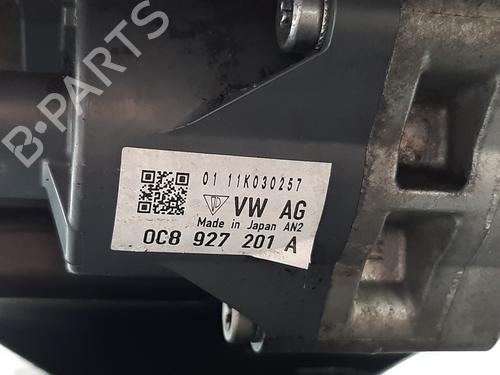 B-PARTS
01 11K030257
VW AG
Made in Japan AN2
0C8 927 201 A